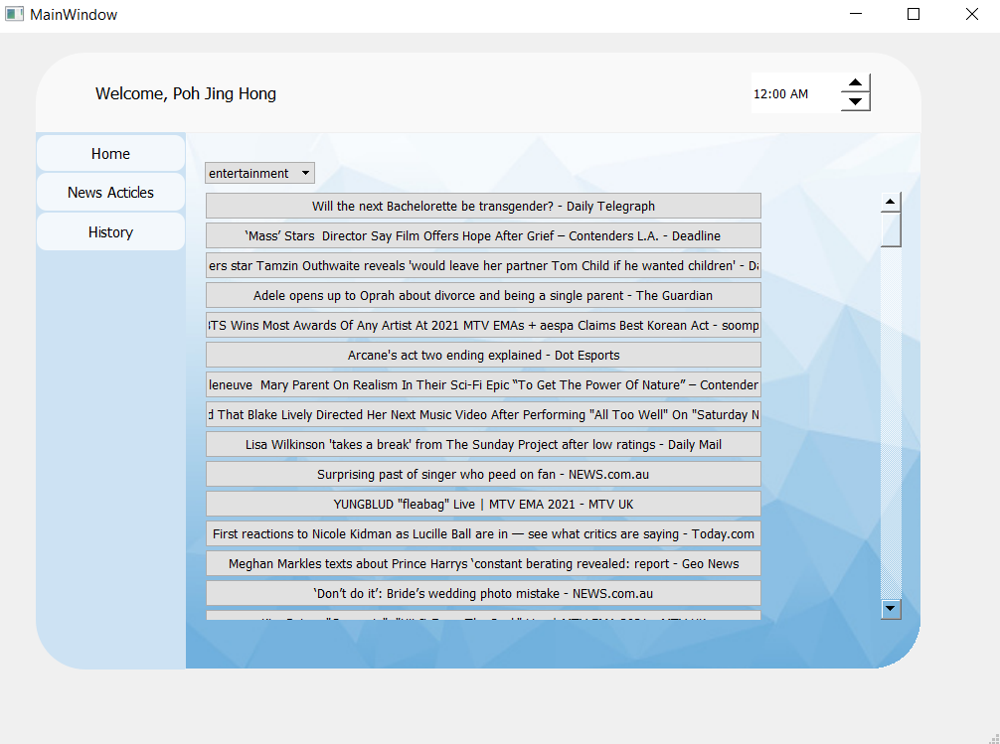 MainWindow
Welcome, Poh Jing Hong
12:00 AM
Home
News Acticles
History
entertainment
Will the next Bachelorette be transgender? - Daily Telegraph
‘Mass’ Stars  Director Say Film Offers Hope After Grief – Contenders L.A. - Deadline
ers star Tamzin Outhwaite reveals 'would leave her partner Tom Child if he wanted children' - Da
Adele opens up to Oprah about divorce and being a single parent - The Guardian
BTS Wins Most Awards Of Any Artist At 2021 MTV EMAs + aespa Claims Best Korean Act - soomp
Arcane's act two ending explained - Dot Esports
leneuve  Mary Parent On Realism In Their Sci-Fi Epic “To Get The Power Of Nature” – Contender
d That Blake Lively Directed Her Next Music Video After Performing "All Too Well" On "Saturday N
Lisa Wilkinson 'takes a break' from The Sunday Project after low ratings - Daily Mail
Surprising past of singer who peed on fan - NEWS.com.au
YUNGBLUD "fleabag" Live | MTV EMA 2021 - MTV UK
First reactions to Nicole Kidman as Lucille Ball are in — see what critics are saying - Today.com
Meghan Markles texts about Prince Harrys ‘constant berating revealed: report - Geo News
‘Don’t do it’: Bride’s wedding photo mistake - NEWS.com.au